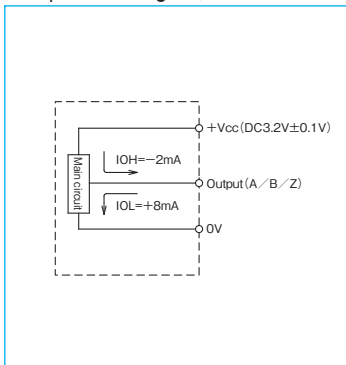 +Vcc(DC3.2V±0.1V)
IOH=−2mA
Main circuit
Output(A／B／Z)
IOL=+8mA
0V